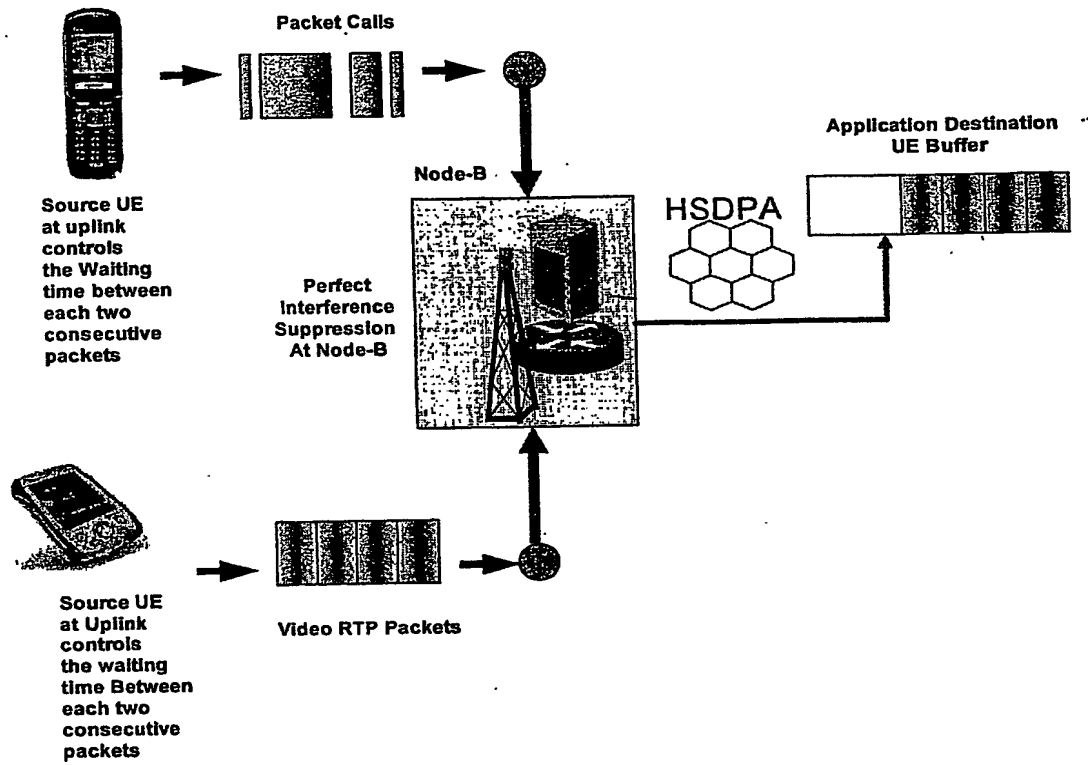 Packet Calls
Source UE
at uplink
controls
the Waiting
time between
each two
consecutive
packets
Node-B
Perfect
Interference
Suppression
At Node-B
HSDPA
Application Destination
UE Buffer
Source UE
at Uplink
controls
the waiting
time Between
each two
consecutive
packets
Video RTP Packets